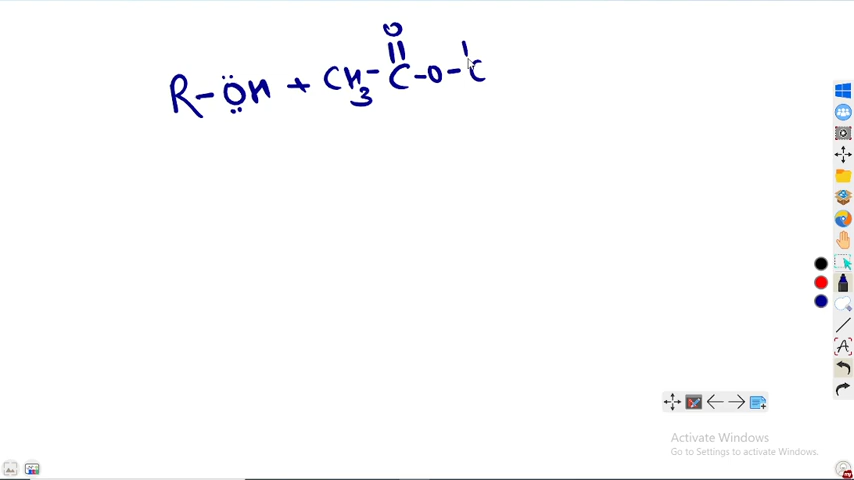 O
R-ÖH + CH3-C-O-C
Activate Windows
Go to Settings to activate Windows.